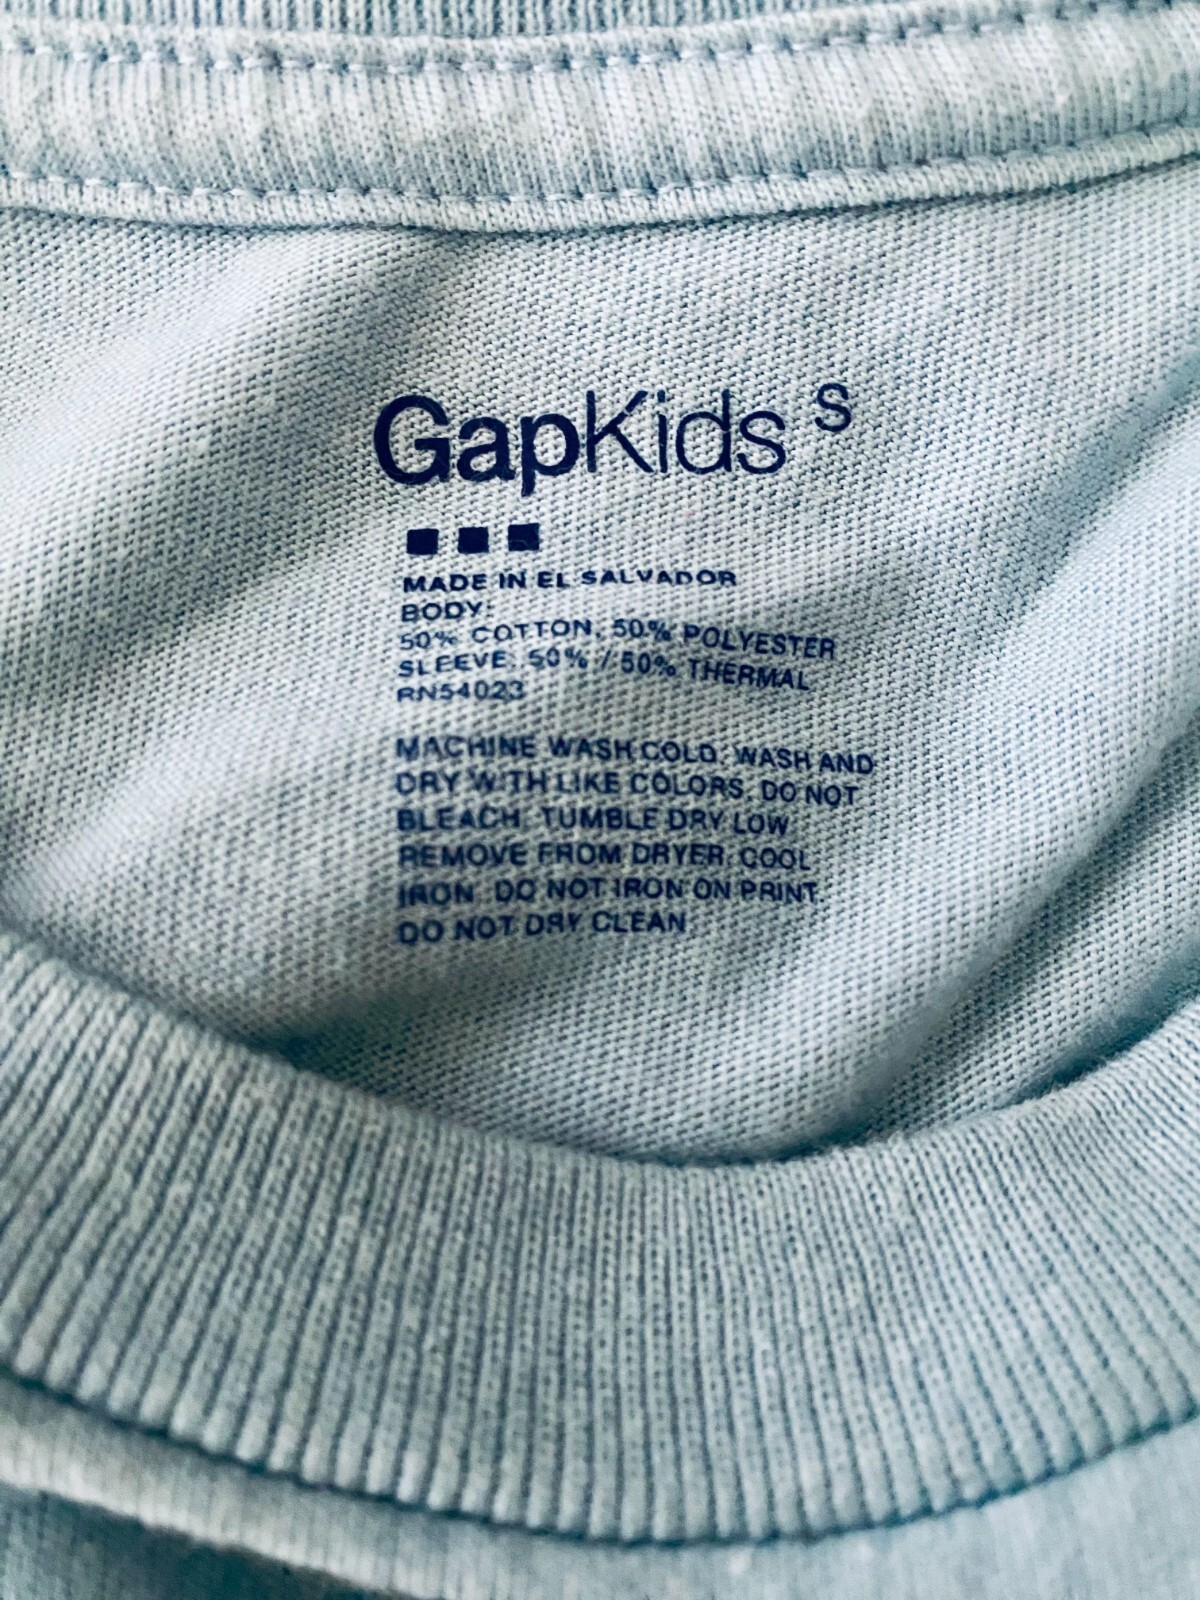 GapKids S
MADE IN EL SALVADOR
BODY:
50% COTTON, 50% POLYESTER
SLEEVE: 50% / 50% THERMAL
RN54023
MACHINE WASH COLD, WASH AND
DRY WITH LIKE COLORS, DO NOT
BLEACH, TUMBLE DRY LOW
REMOVE FROM DRYER, COOL
IRON. DO NOT IRON ON PRINT.
DO NOT DRY CLEAN